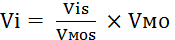 Vi = Vis / VMOS × VMO